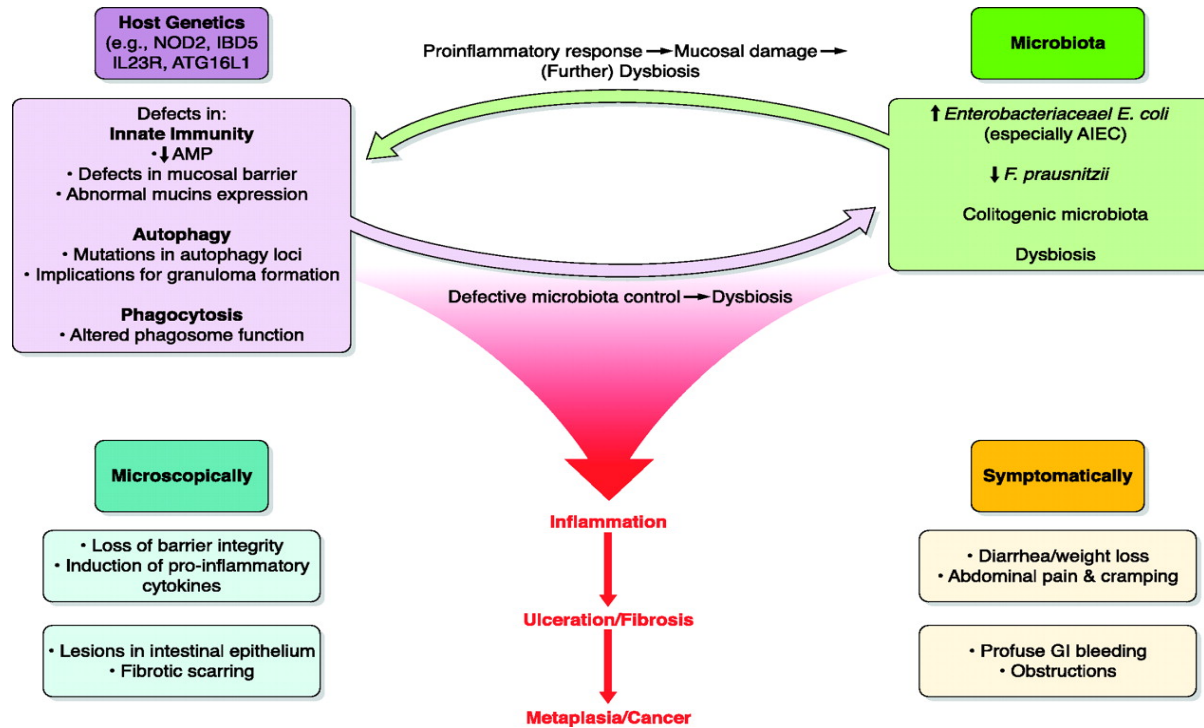 Host Genetics
(e.g., NOD2, IBD5
IL23R, ATG16L1
Proinflammatory response → Mucosal damage →
(Further) Dysbiosis
Microbiota
Defects in:
Innate Immunity
• ↓ AMP
• Defects in mucosal barrier
• Abnormal mucins expression
Autophagy
• Mutations in autophagy loci
• Implications for granuloma formation
Phagocytosis
• Altered phagosome function
↑ Enterobacteriaceael E. coli
(especially AIEC)
↓ F. prausnitzii
Colitogenic microbiota
Dysbiosis
Defective microbiota control → Dysbiosis
Microscopically
• Loss of barrier integrity
• Induction of pro-inflammatory
cytokines
• Lesions in intestinal epithelium
• Fibrotic scarring
Inflammation
Ulceration/Fibrosis
Metaplasia/Cancer
Symptomatically
• Diarrhea/weight loss
• Abdominal pain & cramping
• Profuse GI bleeding
• Obstructions